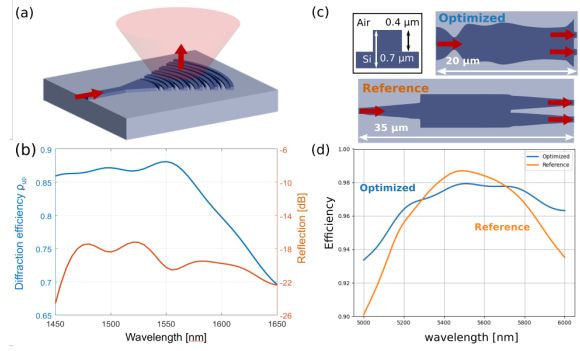 (a)
(c)
Air
0.4 μm
Si
0.7 μm
Optimized
20 μm
Reference
35 μm
(b)
0.9
0.85
0.8
0.75
0.7
0.65
Diffraction efficiency ρup
-6
-10
-14
-18
-22
-26
Reflection [dB]
1450
1500
1550
1600
1650
Wavelength [nm]
(d)
1.00
0.98
0.96
0.94
0.92
0.90
Efficiency
Optimized
Reference
Optimized
Reference
5000
5200
5400
5600
5800
6000
wavelength [nm]